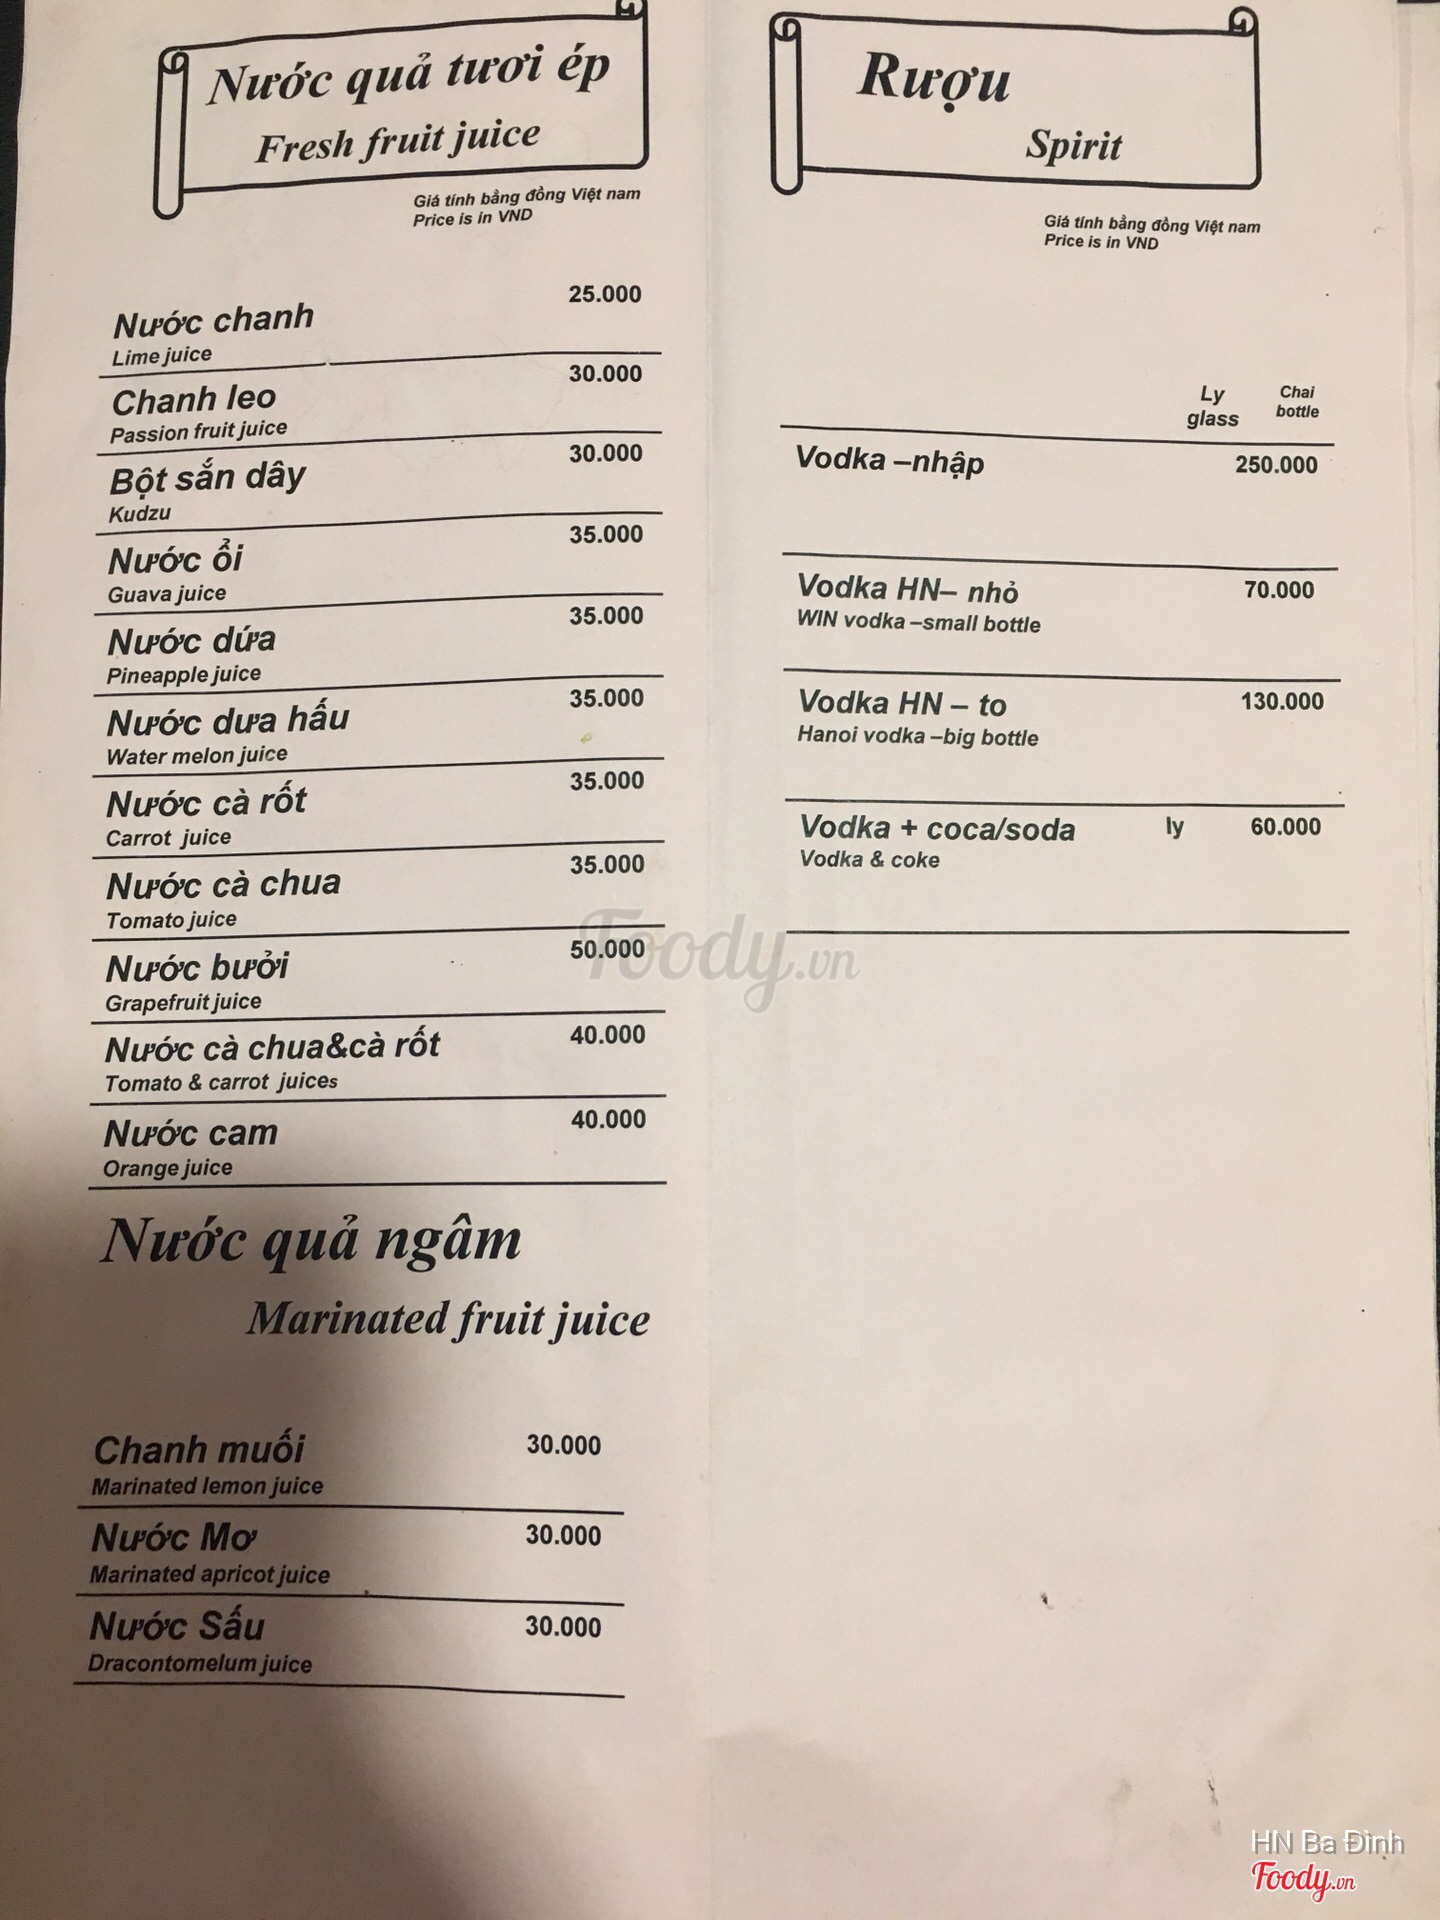 Nước quả tươi ép
Fresh fruit juice
Giá tính bằng đồng Việt nam
Price is in VND
Nước chanh 25.000
Lime juice
Chanh leo 30.000
Passion fruit juice
Bột sắn dây 30.000
Kudzu
Nước ổi 35.000
Guava juice
Nước dứa 35.000
Pineapple juice
Nước dưa hấu 35.000
Water melon juice
Nước cà rốt 35.000
Carrot juice
Nước cà chua 35.000
Tomato juice
Nước bưởi 50.000
Grapefruit juice
Nước cà chua&cà rốt 40.000
Tomato & carrot juices
Nước cam 40.000
Orange juice
Nước quả ngâm
Marinated fruit juice
Chanh muối 30.000
Marinated lemon juice
Nước Mơ 30.000
Marinated apricot juice
Nước Sấu 30.000
Dracontomelum juice
Rượu
Spirit
Giá tính bằng đồng Việt nam
Price is in VND
Ly Chai
glass bottle
Vodka –nhập 250.000
Vodka HN– nhỏ 70.000
WIN vodka –small bottle
Vodka HN – to 130.000
Hanoi vodka –big bottle
Vodka + coca/soda ly 60.000
Vodka & coke
Foody.vn
HN Ba Đình
Foody.vn